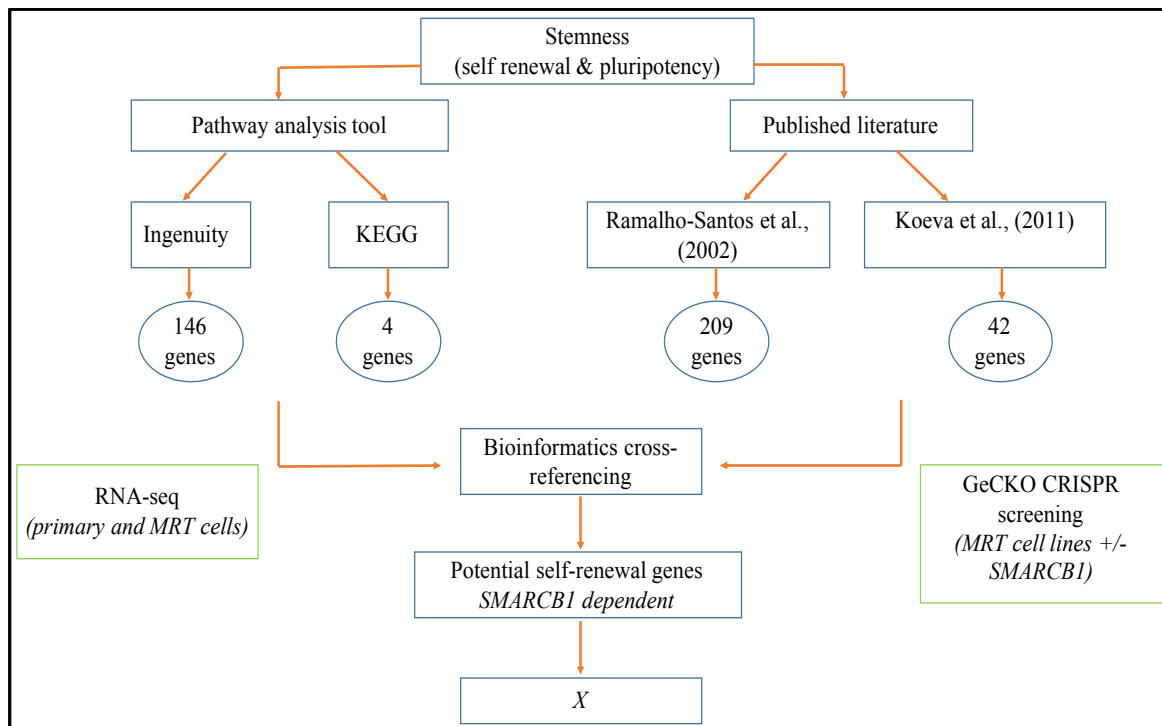 Stemness
(self renewal & pluripotency)
Pathway analysis tool
Published literature
Ingenuity
KEGG
Ramalho-Santos et al.,
(2002)
Koeva et al., (2011)
146
genes
4
genes
209
genes
42
genes
Bioinformatics cross-
referencing
RNA-seq
(primary and MRT cells)
GeCKO CRISPR
screening
(MRT cell lines +/-
SMARCB1)
Potential self-renewal genes
SMARCB1 dependent
X